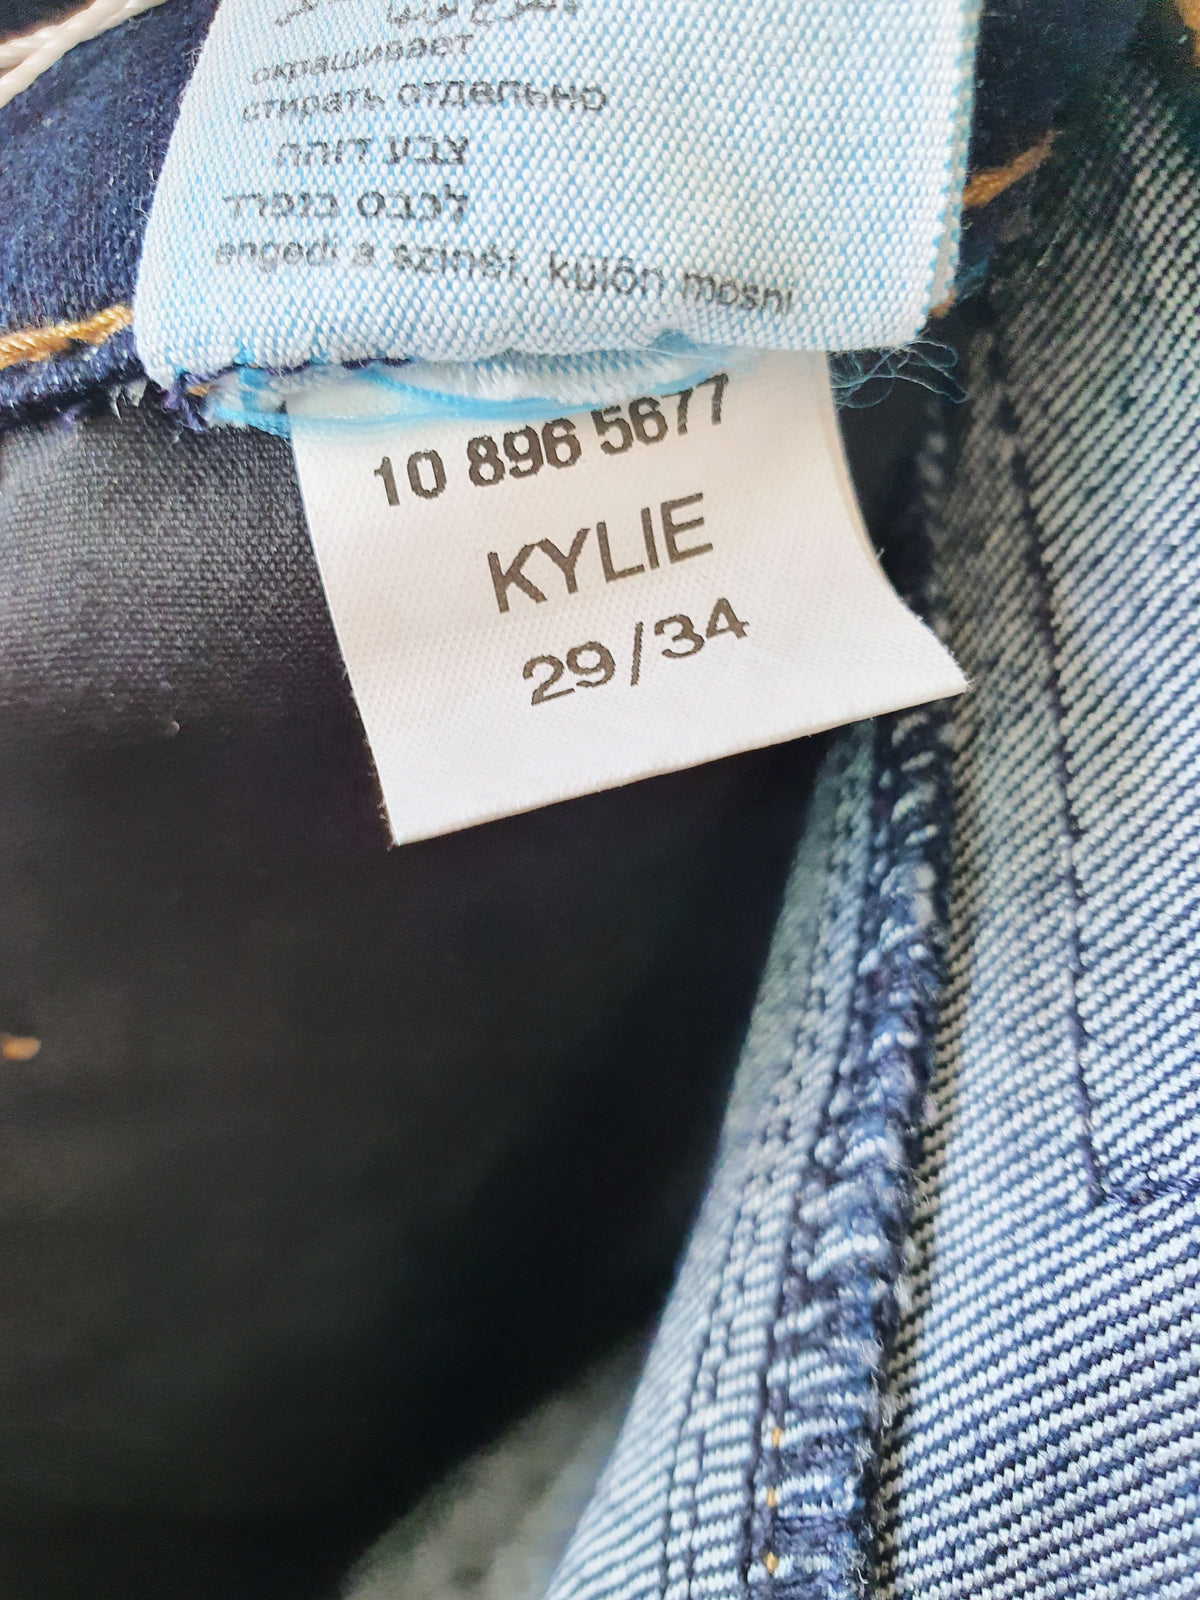 окрашивает
стирать отдельно
צבע דוהה
לכבס בנפרד
engedi a színét, külön mosni
10 896 5677
KYLIE
29/34